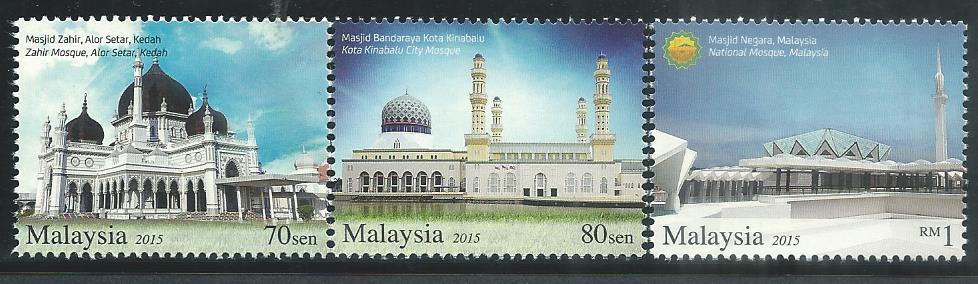 Masjid Zahir, Alor Setar, Kedah
Zahir Mosque, Alor Setar, Kedah
Malaysia 2015
70sen
Masjid Bandaraya Kota Kinabalu
Kota Kinabalu City Mosque
Malaysia 2015
80sen
Masjid Negara, Malaysia
National Mosque, Malaysia
Malaysia 2015
RM1